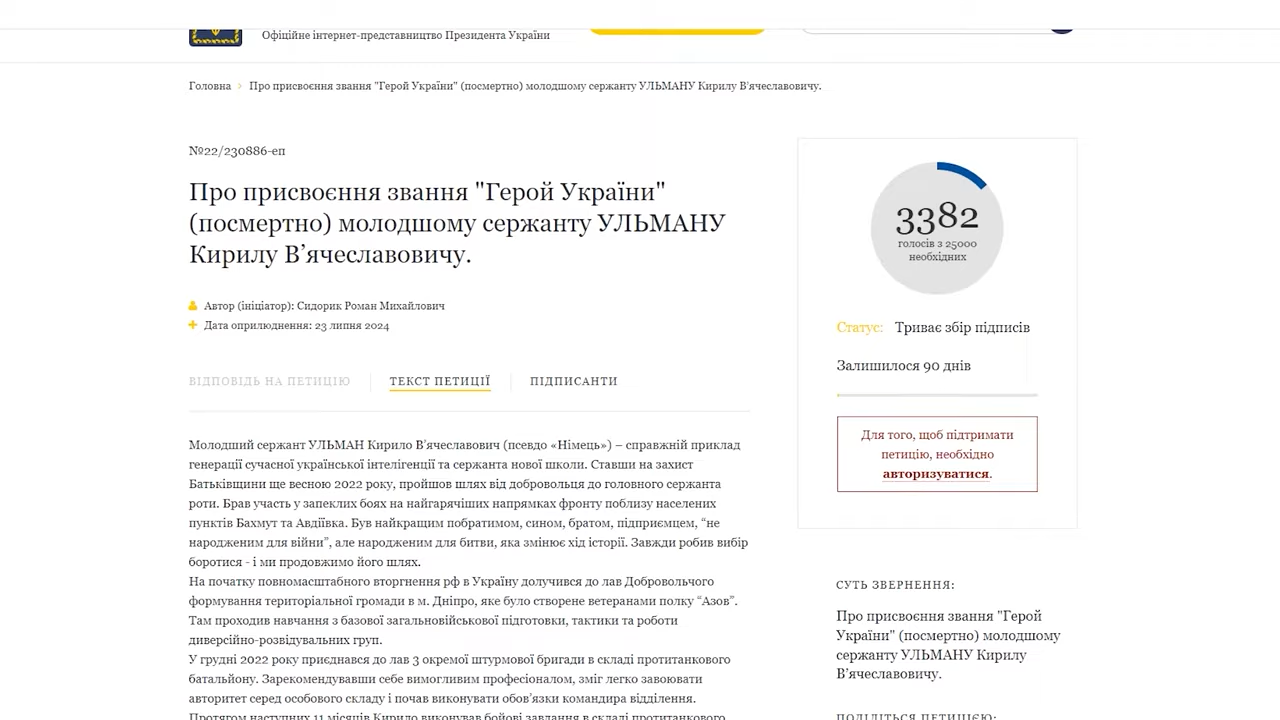 Офіційне інтернет-представництво Президента України
Головна > Про присвоєння звання "Герой України" (посмертно) молодшому сержанту УЛЬМАНУ Кирилу В'ячеславовичу.
№22/230886-еп
Про присвоєння звання "Герой України"
(посмертно) молодшому сержанту УЛЬМАНУ
Кирилу В’ячеславовичу.
Автор (ініціатор): Сидорик Роман Михайлович
Дата оприлюднення: 23 липня 2024
ВІДПОВІДЬ НА ПЕТИЦІЮ
ТЕКСТ ПЕТИЦІЇ
ПІДПИСАНТИ
Молодший сержант УЛЬМАН Кирило В’ячеславович (псевдо «Німець») – справжній приклад
генерації сучасної української інтелігенції та сержанта нової школи. Ставши на захист
Батьківщини ще весною 2022 року, пройшов шлях від добровольця до головного сержанта
роти. Брав участь у запеклих боях на найгарячіших напрямках фронту поблизу населених
пунктів Бахмут та Авдіївка. Був найкращим побратимом, сином, братом, підприємцем, “не
народженим для війни”, але народженим для битви, яка змінює хід історії. Завжди робив вибір
боротися - і ми продовжимо його шлях.
На початку повномасштабного вторгнення рф в Україну долучився до лав Добровольчого
формування територіальної громади в м. Дніпро, яке було створене ветеранами полку “Азов”.
Там проходив навчання з базової загальновійськової підготовки, тактики та роботи
диверсійно-розвідувальних груп.
У грудні 2022 року приєднався до лав 3 окремої штурмової бригади в складі протитанкового
батальйону. Зарекомендувавши себе вимогливим професіоналом, зміг легко завоювати
авторитет серед особового складу і почав виконувати обов’язки командира відділення.
Протягом наступних 11 місяців Кирило виконував бойові завдання в складі протитанкового
3382
голосів з 25000
необхідних
Статус: Триває збір підписів
Залишилося 90 днів
Для того, щоб підтримати
петицію, необхідно
авторизуватися.
СУТЬ ЗВЕРНЕННЯ:
Про присвоєння звання "Герой
України" (посмертно) молодшому
сержанту УЛЬМАНУ Кирилу
В’ячеславовичу.
ПОДІЛІТЬСЯ ПЕТИЦІЄЮ: